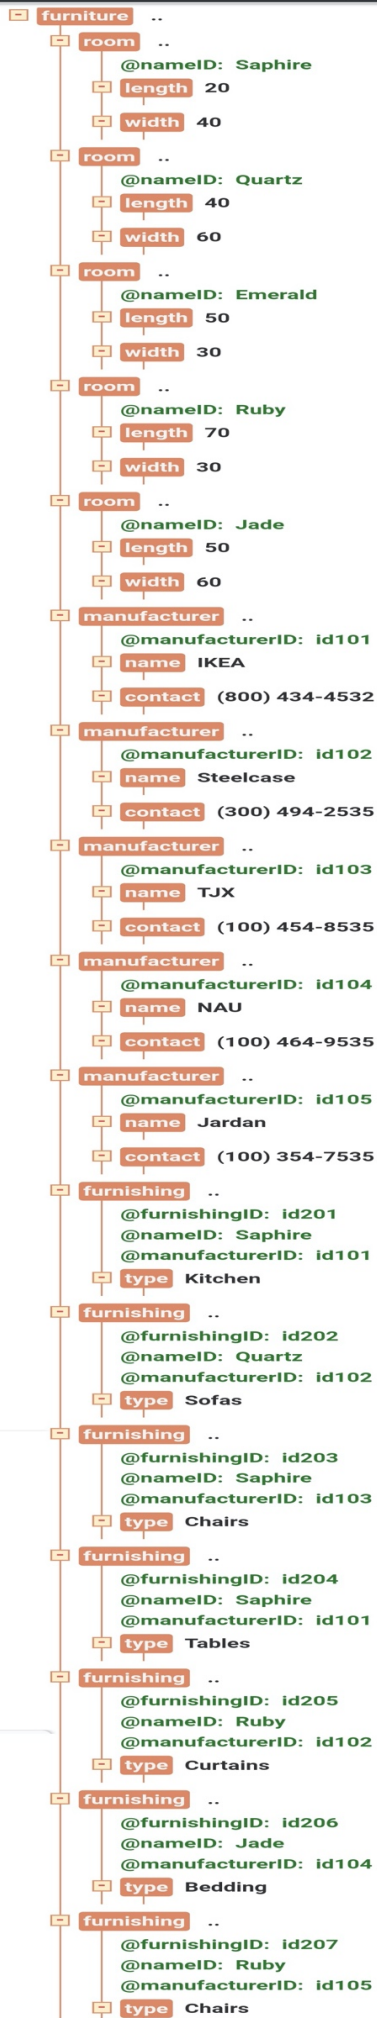 furniture ..
room ..
@nameID: Saphire
length 20
width 40
room ..
@nameID: Quartz
length 40
width 60
room ..
@nameID: Emerald
length 50
width 30
room ..
@nameID: Ruby
length 70
width 30
room ..
@nameID: Jade
length 50
width 60
manufacturer ..
@manufacturerID: id101
name IKEA
contact (800) 434-4532
manufacturer ..
@manufacturerID: id102
name Steelcase
contact (300) 494-2535
manufacturer ..
@manufacturerID: id103
name TJX
contact (100) 454-8535
manufacturer ..
@manufacturerID: id104
name NAU
contact (100) 464-9535
manufacturer ..
@manufacturerID: id105
name Jardan
contact (100) 354-7535
furnishing ..
@furnishingID: id201
@nameID: Saphire
@manufacturerID: id101
type Kitchen
furnishing ..
@furnishingID: id202
@nameID: Quartz
@manufacturerID: id102
type Sofas
furnishing ..
@furnishingID: id203
@nameID: Saphire
@manufacturerID: id103
type Chairs
furnishing ..
@furnishingID: id204
@nameID: Saphire
@manufacturerID: id101
type Tables
furnishing ..
@furnishingID: id205
@nameID: Ruby
@manufacturerID: id102
type Curtains
furnishing ..
@furnishingID: id206
@nameID: Jade
@manufacturerID: id104
type Bedding
furnishing ..
@furnishingID: id207
@nameID: Ruby
@manufacturerID: id105
type Chairs